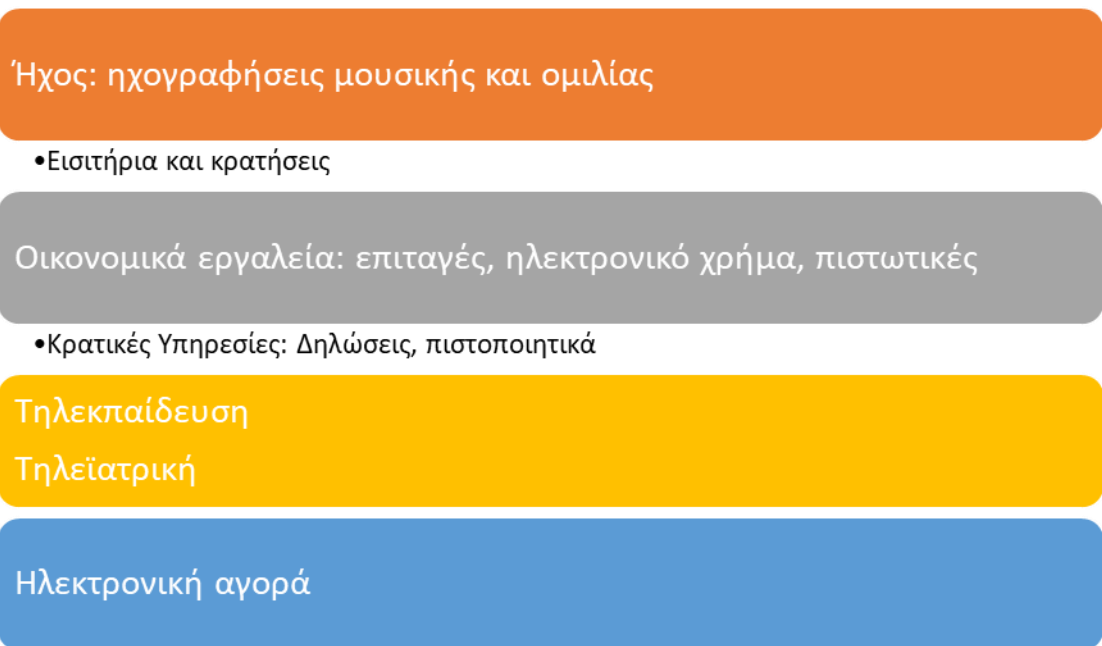 Ήχος: ηχογραφήσεις μουσικής και ομιλίας
•Εισιτήρια και κρατήσεις
Οικονομικά εργαλεία: επιταγές, ηλεκτρονικό χρήμα, πιστωτικές
•Κρατικές Υπηρεσίες: Δηλώσεις, πιστοποιητικά
Τηλεκπαίδευση
Τηλεϊατρική
Ηλεκτρονική αγορά